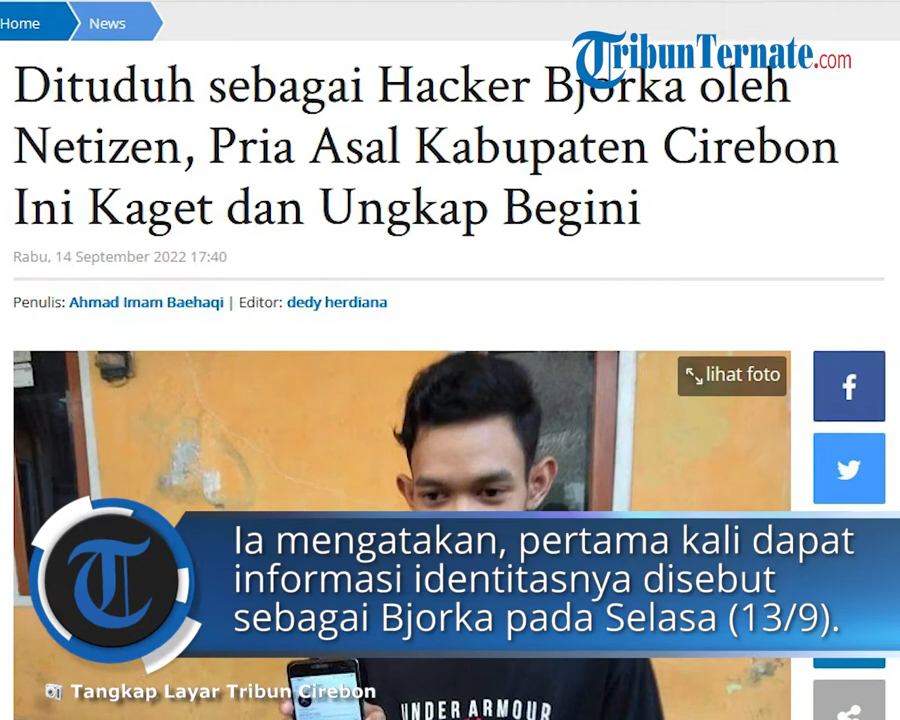 Home
News
TribunTernate.com
Dituduh sebagai Hacker Bjorka oleh
Netizen, Pria Asal Kabupaten Cirebon
Ini Kaget dan Ungkap Begini
Rabu, 14 September 2022 17:40
Penulis: Ahmad Imam Baehaqi | Editor: dedy herdiana
lihat foto
f
Ia mengatakan, pertama kali dapat
informasi identitasnya disebut
sebagai Bjorka pada Selasa (13/9).
T
Tangkap Layar Tribun Cirebon
UNDER ARMOUR